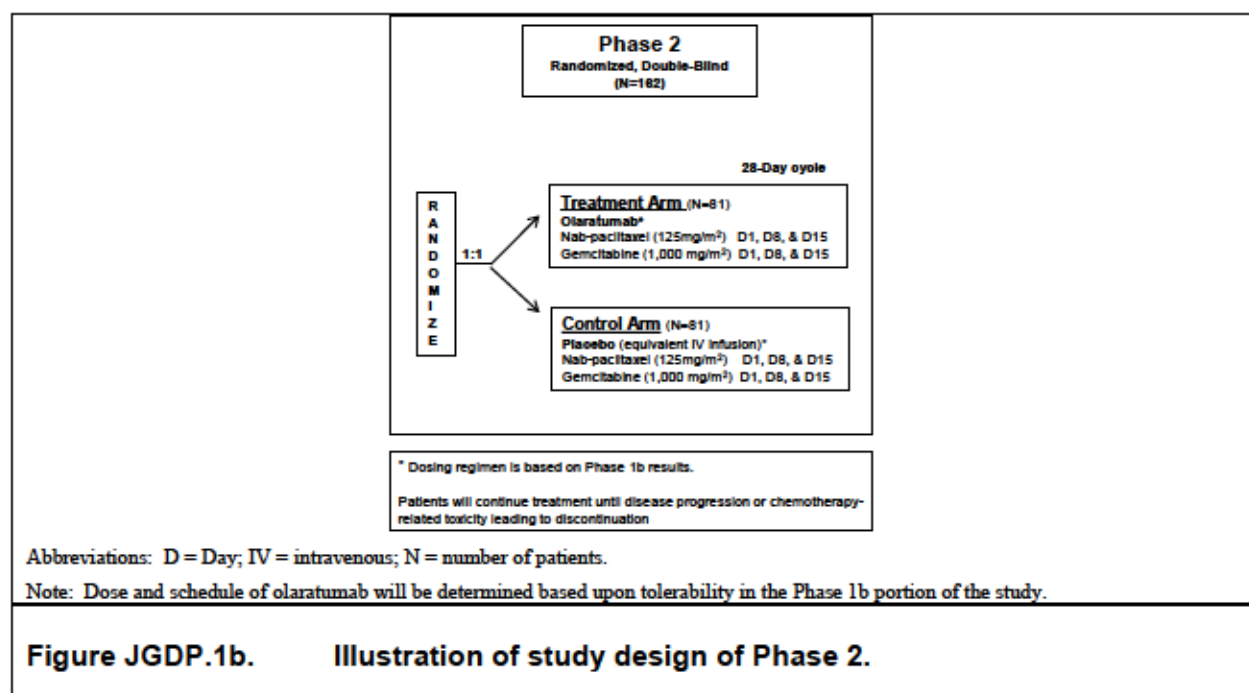 Phase 2
Randomized, Double-Blind
(N=162)
28-Day cycle
R
A
N
D
O
M
I
Z
E
1:1
Treatment Arm (N=81)
Olaratumab*
Nab-paclitaxel (125mg/m²) D1, D8, & D15
Gemcitabine (1,000 mg/m²) D1, D8, & D15
Control Arm (N=81)
Placebo (equivalent IV infusion)*
Nab-paclitaxel (125mg/m²) D1, D8, & D15
Gemcitabine (1,000 mg/m²) D1, D8, & D15
* Dosing regimen is based on Phase 1b results.
Patients will continue treatment until disease progression or chemotherapy-
related toxicity leading to discontinuation
Abbreviations: D = Day; IV = intravenous; N = number of patients.
Note: Dose and schedule of olaratumab will be determined based upon tolerability in the Phase 1b portion of the study.
Figure JGDP.1b. Illustration of study design of Phase 2.